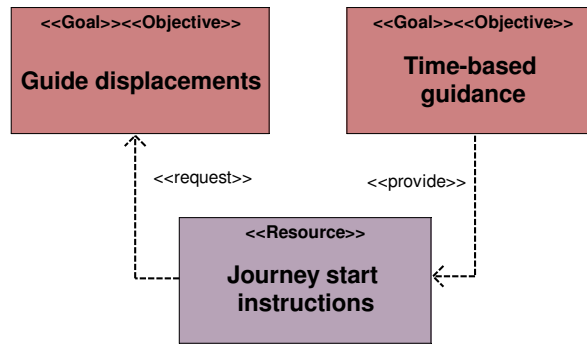 <<Goal>><<Objective>>
Guide displacements
<<Goal>><<Objective>>
Time-based
guidance
<<request>>
<<provide>>
<<Resource>>
Journey start
instructions